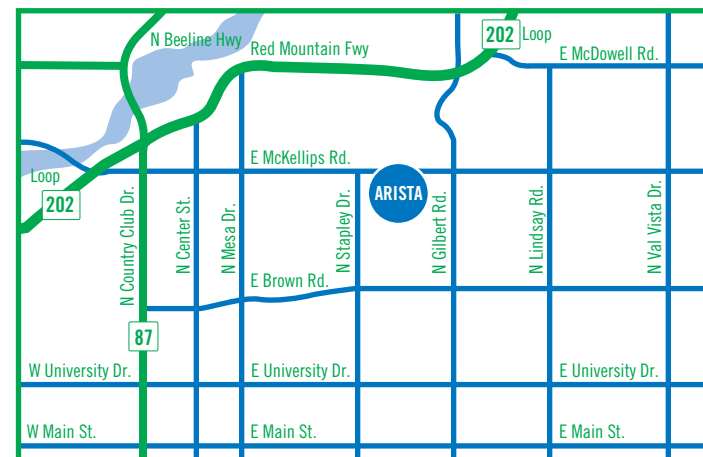 N Beeline Hwy
Red Mountain Fwy
202
Loop
E McDowell Rd.
E McKellips Rd.
Loop
202
ARISTA
N Country Club Dr.
N Center St.
N Mesa Dr.
N Stapley Dr.
N Gilbert Rd.
N Lindsay Rd.
N Val Vista Dr.
E Brown Rd.
87
W University Dr.
E University Dr.
E University Dr.
W Main St.
E Main St.
E Main St.